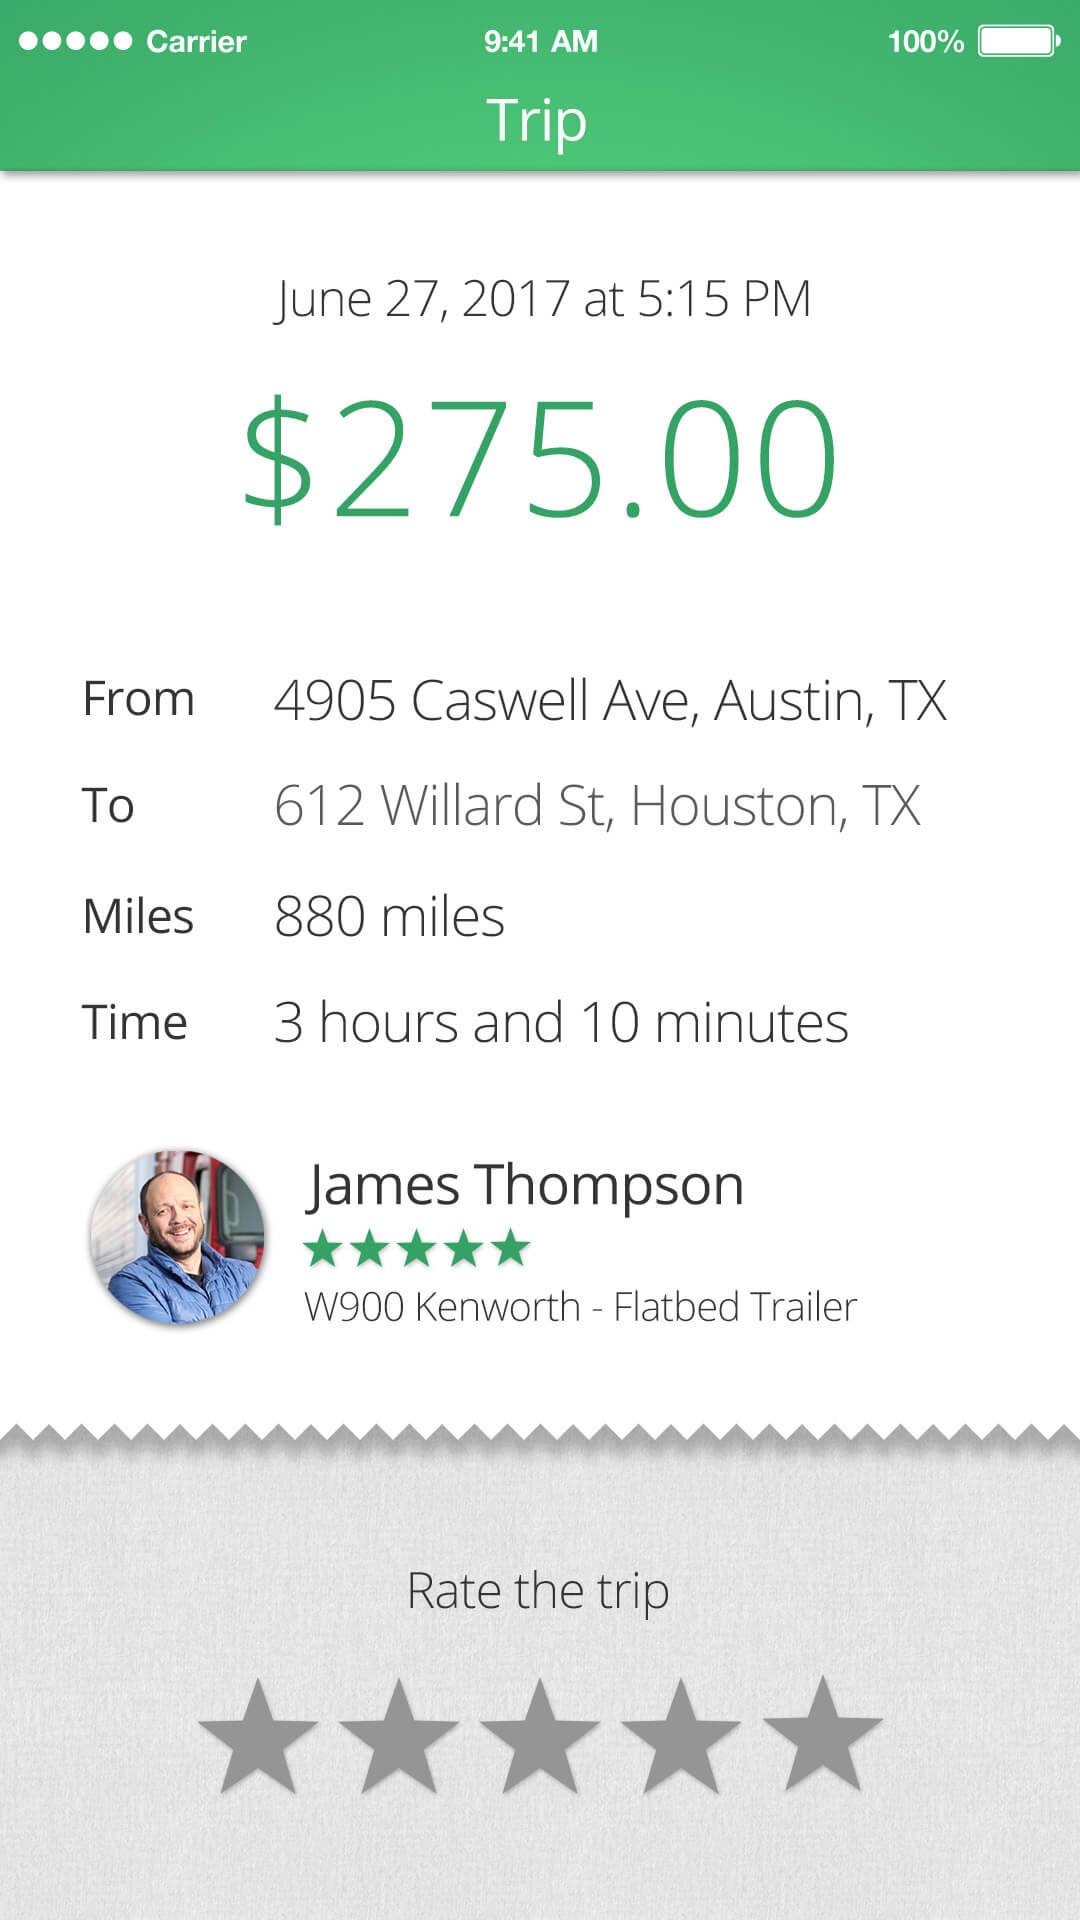 Carrier 9:41 AM 100%
Trip
June 27, 2017 at 5:15 PM
$275.00
From 4905 Caswell Ave, Austin, TX
To 612 Willard St, Houston, TX
Miles 880 miles
Time 3 hours and 10 minutes
James Thompson
W900 Kenworth - Flatbed Trailer
Rate the trip